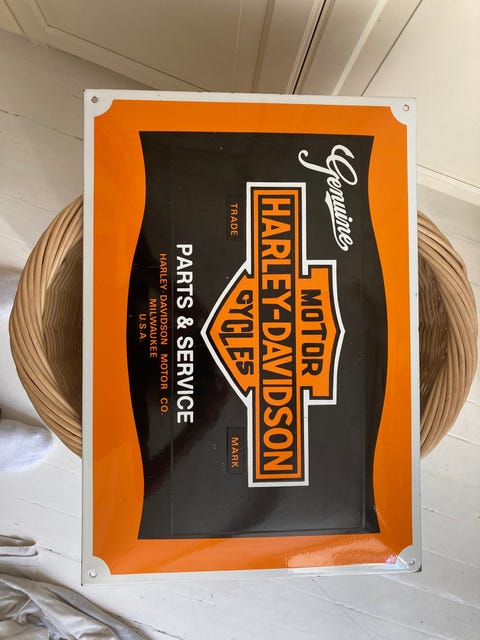 Genuine
MOTOR
HARLEY-DAVIDSON
CYCLES
TRADE MARK
PARTS & SERVICE
HARLEY-DAVIDSON MOTOR CO.
MILWAUKEE
U.S.A.